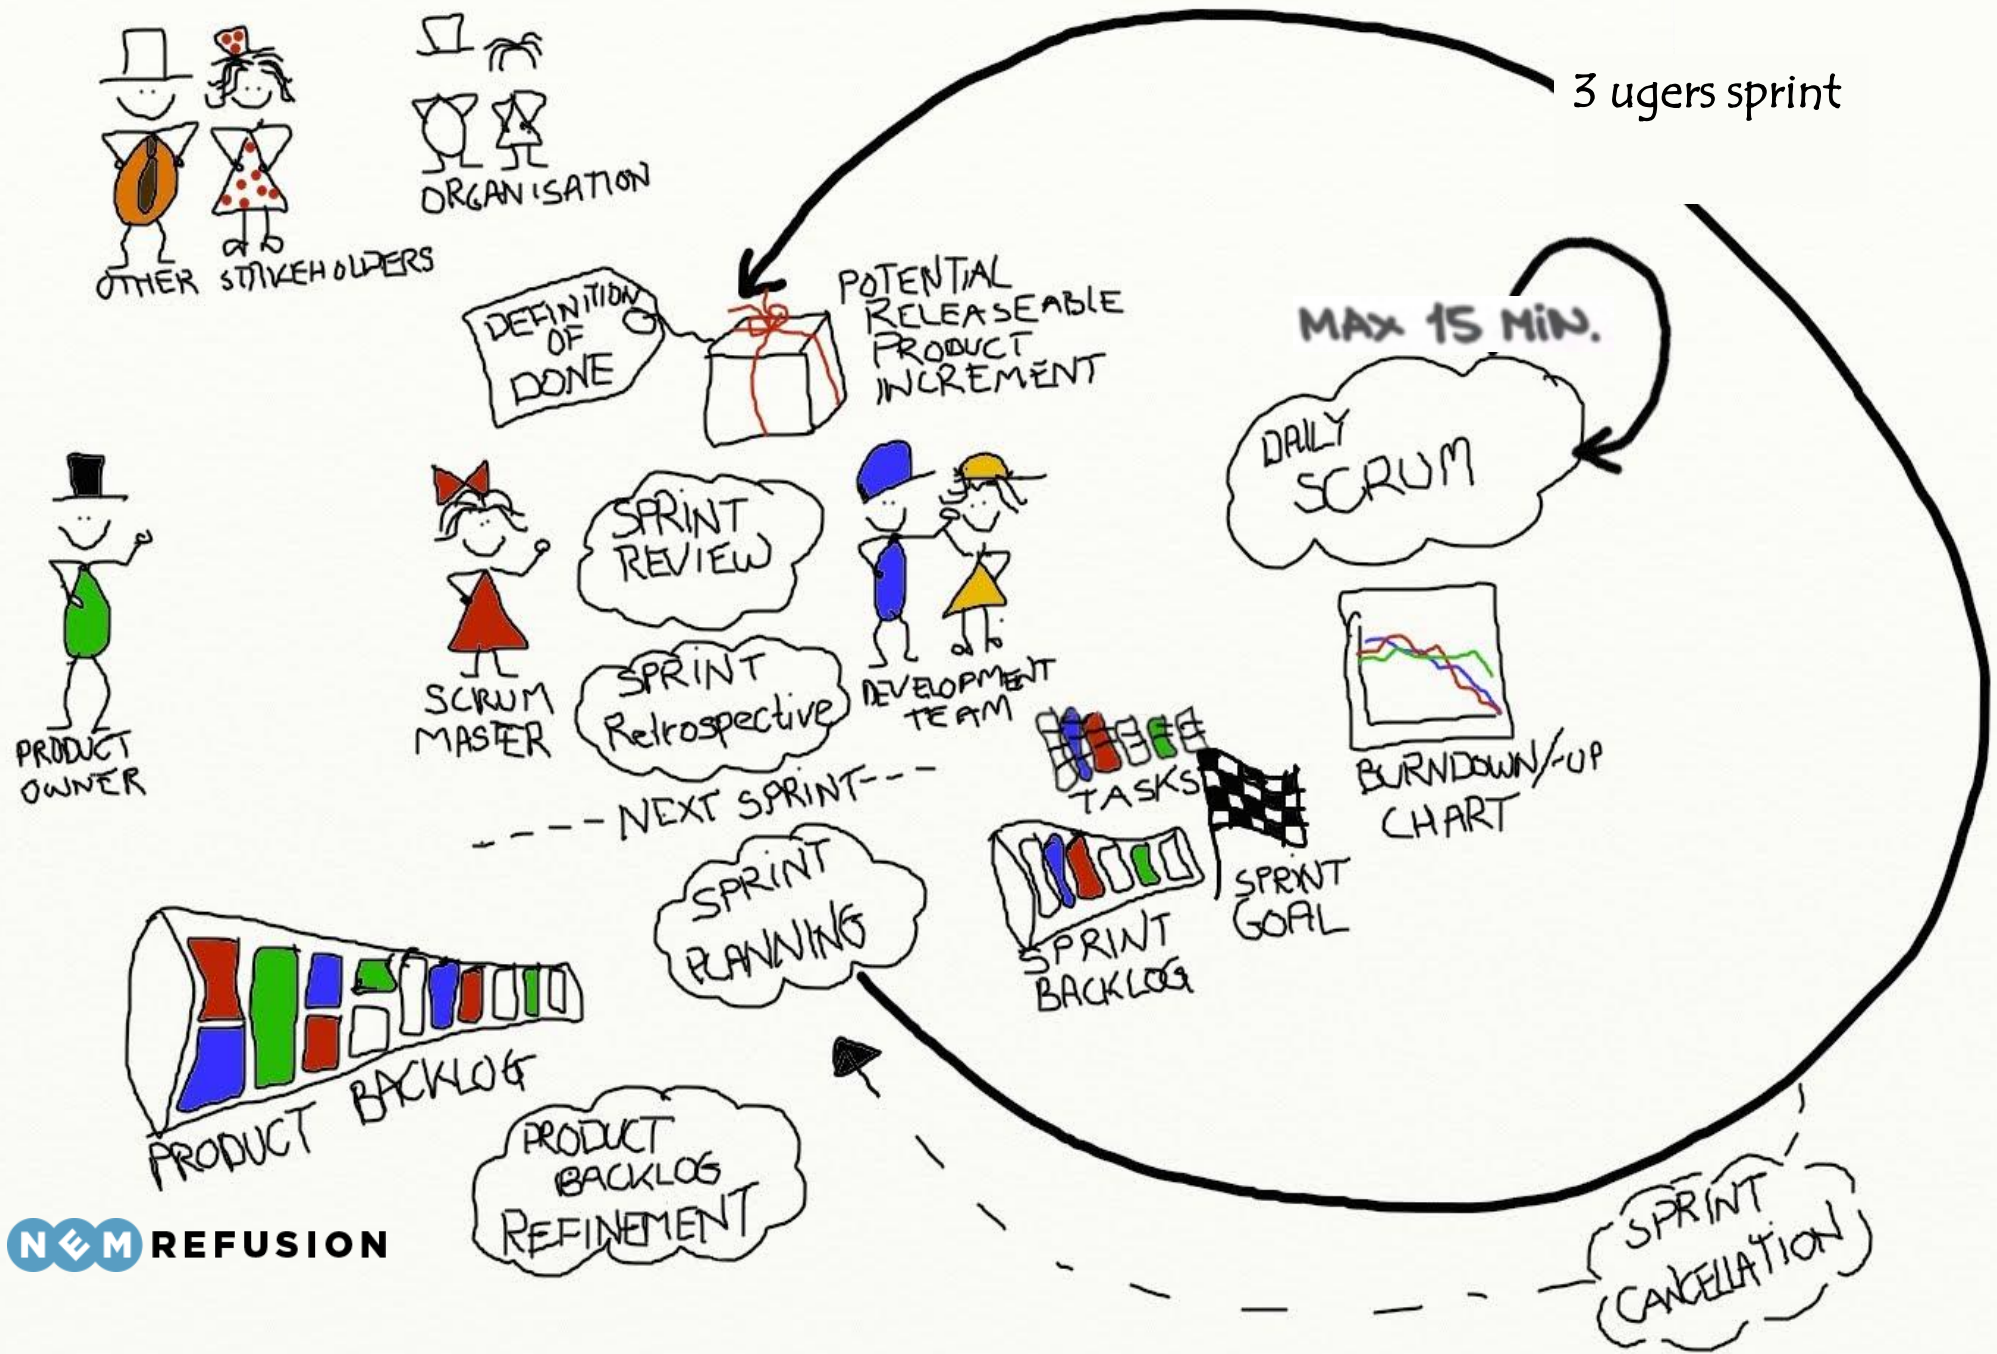 3 ugers sprint
ORGANISATION
OTHER STAKEHOLDERS
DEFINITION
OF
DONE
POTENTIAL
RELEASEABLE
PRODUCT
INCREMENT
MAX 15 MIN.
DAILY
SCRUM
SPRINT
REVIEW
SPRINT
Retrospective
DEVELOPMENT
TEAM
SCRUM
MASTER
PRODUCT
OWNER
TASKS
BURNDOWN/-UP
CHART
NEXT SPRINT
SPRINT
PLANNING
SPRINT
GOAL
SPRINT
BACKLOG
PRODUCT BACKLOG
PRODUCT
BACKLOG
REFINEMENT
SPRINT
CANCELLATION
NEM REFUSION